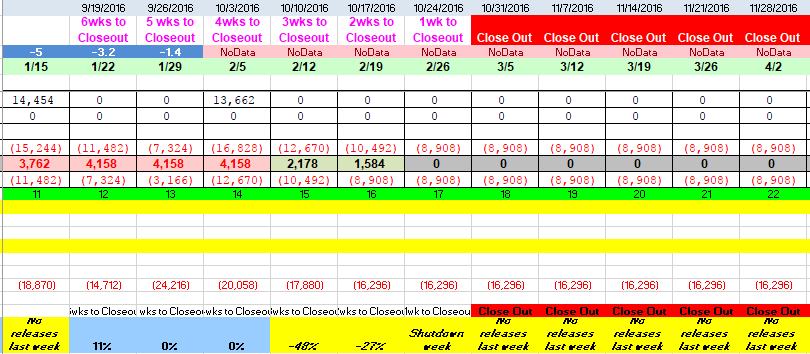 9/19/2016 9/26/2016 10/3/2016 10/10/2016 10/17/2016 10/24/2016 10/31/2016 11/7/2016 11/14/2016 11/21/2016 11/28/2016
6wks to 5 wks to 4wks to 3wks to 2wks to 1wk to
Closeout Closeout Closeout Closeout Closeout Closeout Close Out Close Out Close Out Close Out Close Out
-5 -3.2 -1.4 NoData NoData NoData NoData NoData NoData NoData NoData NoData
1/15 1/22 1/29 2/5 2/12 2/19 2/26 3/5 3/12 3/19 3/26 4/2
14,454 0 0 13,662 0 0 0 0 0 0 0 0
0 0 0 0 0 0 0 0 0 0 0 0
(15,244) (11,482) (7,324) (16,828) (12,670) (10,492) (8,908) (8,908) (8,908) (8,908) (8,908) (8,908)
3,762 4,158 4,158 4,158 2,178 1,584 0 0 0 0 0 0
(11,482) (7,324) (3,166) (12,670) (10,492) (8,908) (8,908) (8,908) (8,908) (8,908) (8,908) (8,908)
11 12 13 14 15 16 17 18 19 20 21 22
(18,870) (14,712) (24,216) (20,058) (17,880) (16,296) (16,296) (16,296) (16,296) (16,296) (16,296) (16,296)
wks to Closeou wks to Closeou wks to Closeou wks to Closeou wks to Closeou wk to Closeou Close Out Close Out Close Out Close Out Close Out
No No No No No No
releases Shutdown releases releases releases releases releases
last week 11% 0% 0% -48% -27% week last week last week last week last week last week